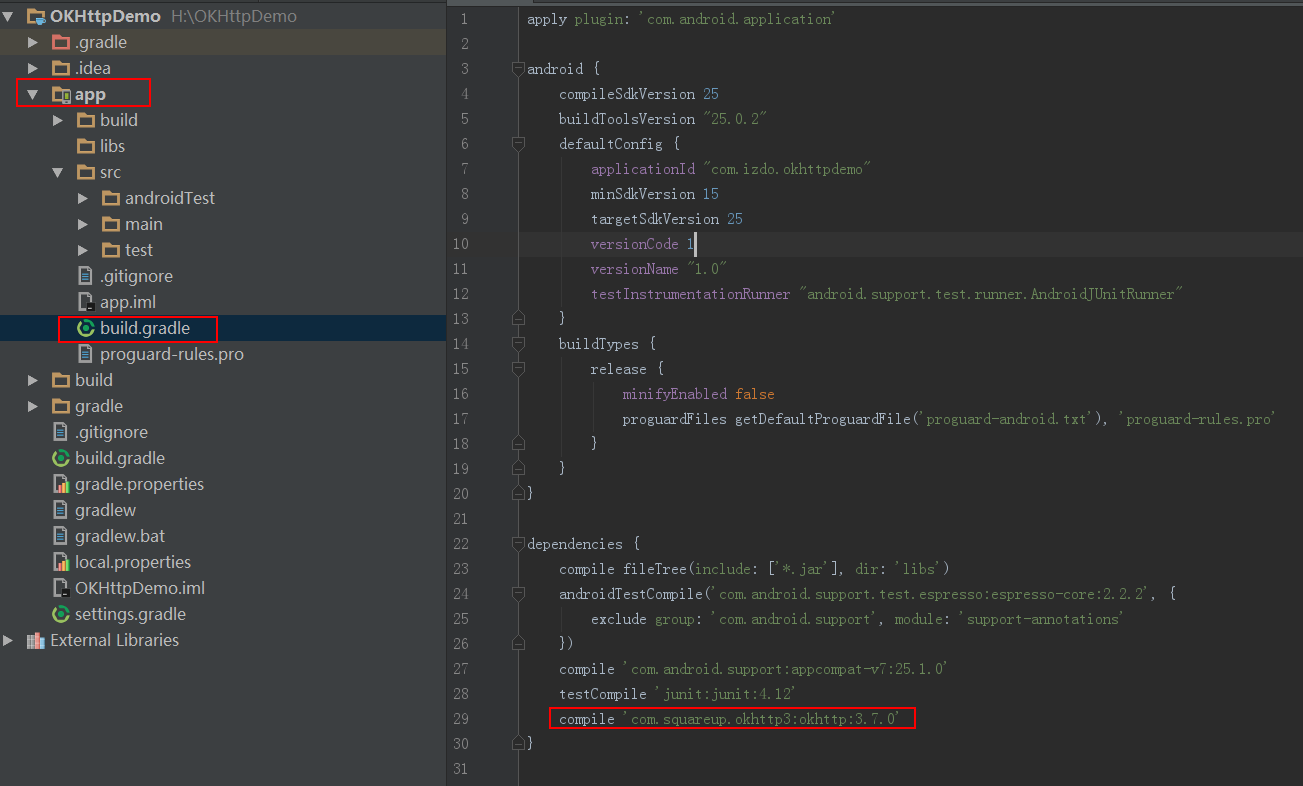 OKHttpDemo H:\OKHttpDemo
.gradle
.idea
app
build
libs
src
androidTest
main
test
.gitignore
app.iml
build.gradle
proguard-rules.pro
build
gradle
.gitignore
build.gradle
gradle.properties
gradlew
gradlew.bat
local.properties
OKHttpDemo.iml
settings.gradle
External Libraries
1 apply plugin: 'com.android.application'
2
3 android {
4 compileSdkVersion 25
5 buildToolsVersion "25.0.2"
6 defaultConfig {
7 applicationId "com.izdo.okhttpdemo"
8 minSdkVersion 15
9 targetSdkVersion 25
10 versionCode 1
11 versionName "1.0"
12 testInstrumentationRunner "android.support.test.runner.AndroidJUnitRunner"
13 }
14 buildTypes {
15 release {
16 minifyEnabled false
17 proguardFiles getDefaultProguardFile('proguard-android.txt'), 'proguard-rules.pro'
18 }
19 }
20 }
21
22 dependencies {
23 compile fileTree(include: ['*.jar'], dir: 'libs')
24 androidTestCompile('com.android.support.test.espresso:espresso-core:2.2.2', {
25 exclude group: 'com.android.support', module: 'support-annotations'
26 })
27 compile 'com.android.support:appcompat-v7:25.1.0'
28 testCompile 'junit:junit:4.12'
29 compile 'com.squareup.okhttp3:okhttp:3.7.0'
30 }
31